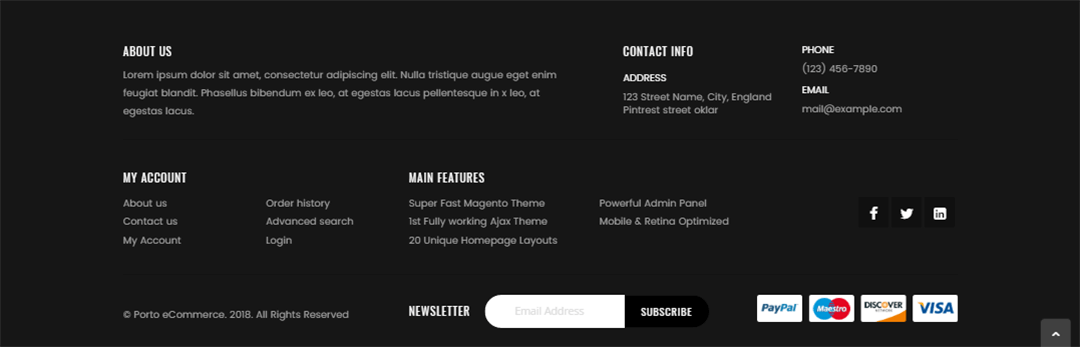 ABOUT US
Lorem ipsum dolor sit amet, consectetur adipiscing elit. Nulla tristique augue eget enim
feugiat blandit. Phasellus bibendum ex leo, at egestas lacus pellentesque in x leo, at
egestas lacus.
CONTACT INFO
ADDRESS
123 Street Name, City, England
Pintrest street oklar
PHONE
(123) 456-7890
EMAIL
mail@example.com
MY ACCOUNT
About us
Contact us
My Account
Order history
Advanced search
Login
MAIN FEATURES
Super Fast Magento Theme
1st Fully working Ajax Theme
20 Unique Homepage Layouts
Powerful Admin Panel
Mobile & Retina Optimized
© Porto eCommerce. 2018. All Rights Reserved
NEWSLETTER
Email Address
SUBSCRIBE
PayPal
Maestro
DISCOVER
NETWORK
VISA